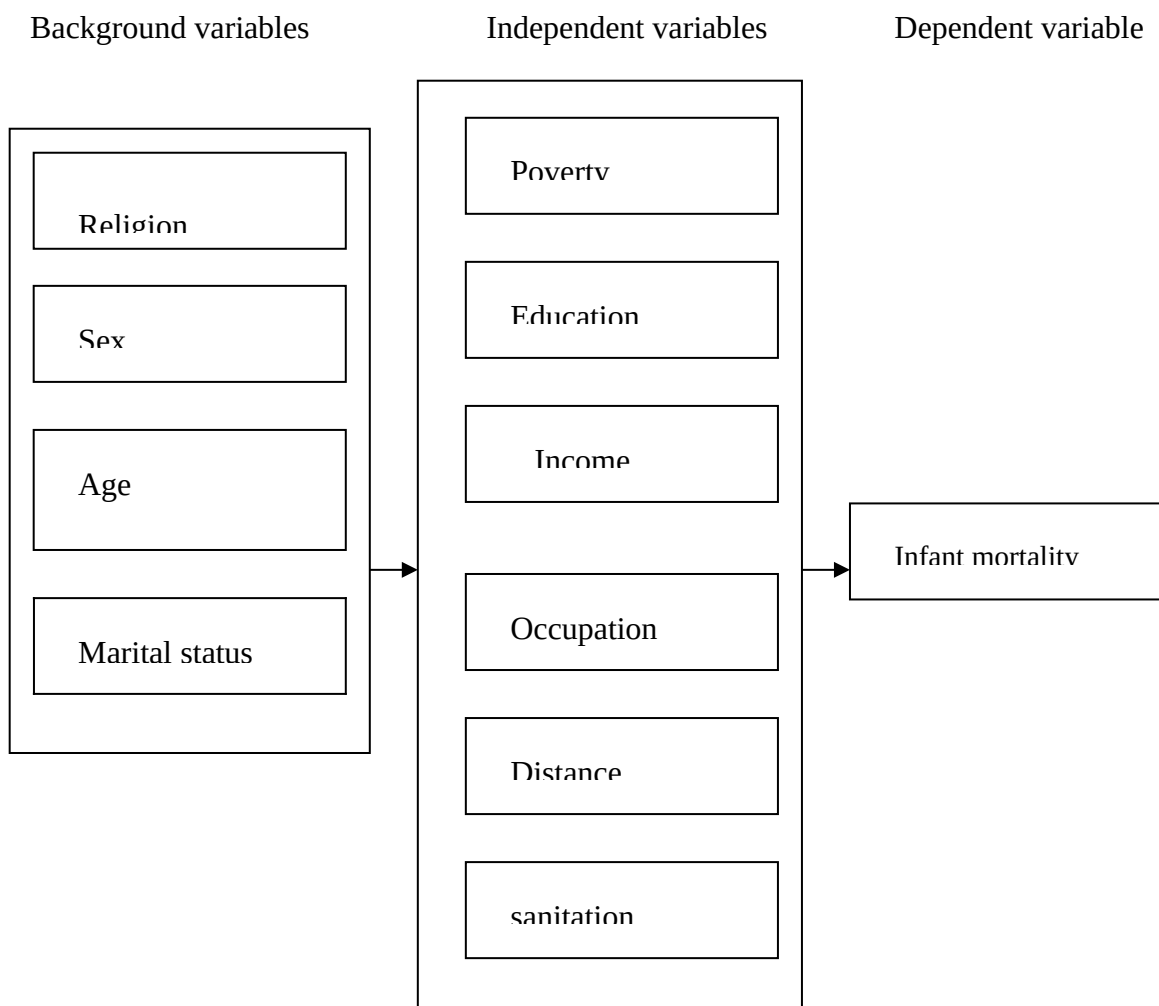 Background variables
Independent variables
Dependent variable
Religion
Sex
Age
Marital status
Poverty
Education
Income
Occupation
Distance
sanitation
Infant mortality